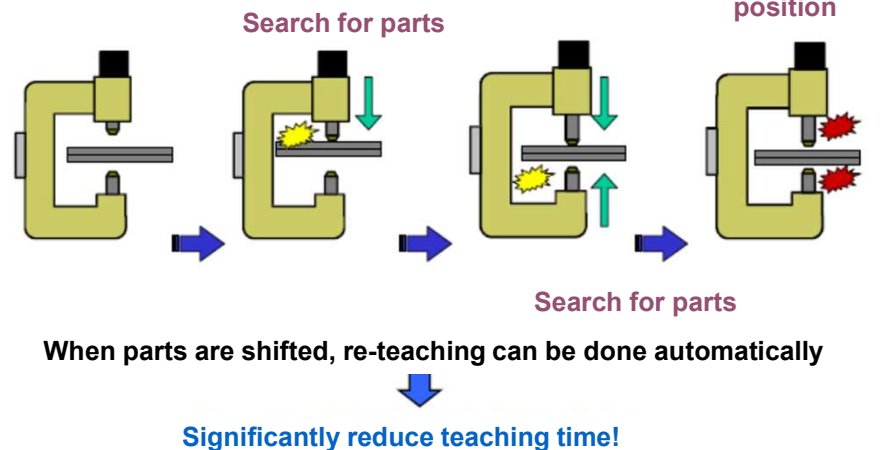 position
Search for parts
Search for parts
When parts are shifted, re-teaching can be done automatically
Significantly reduce teaching time!